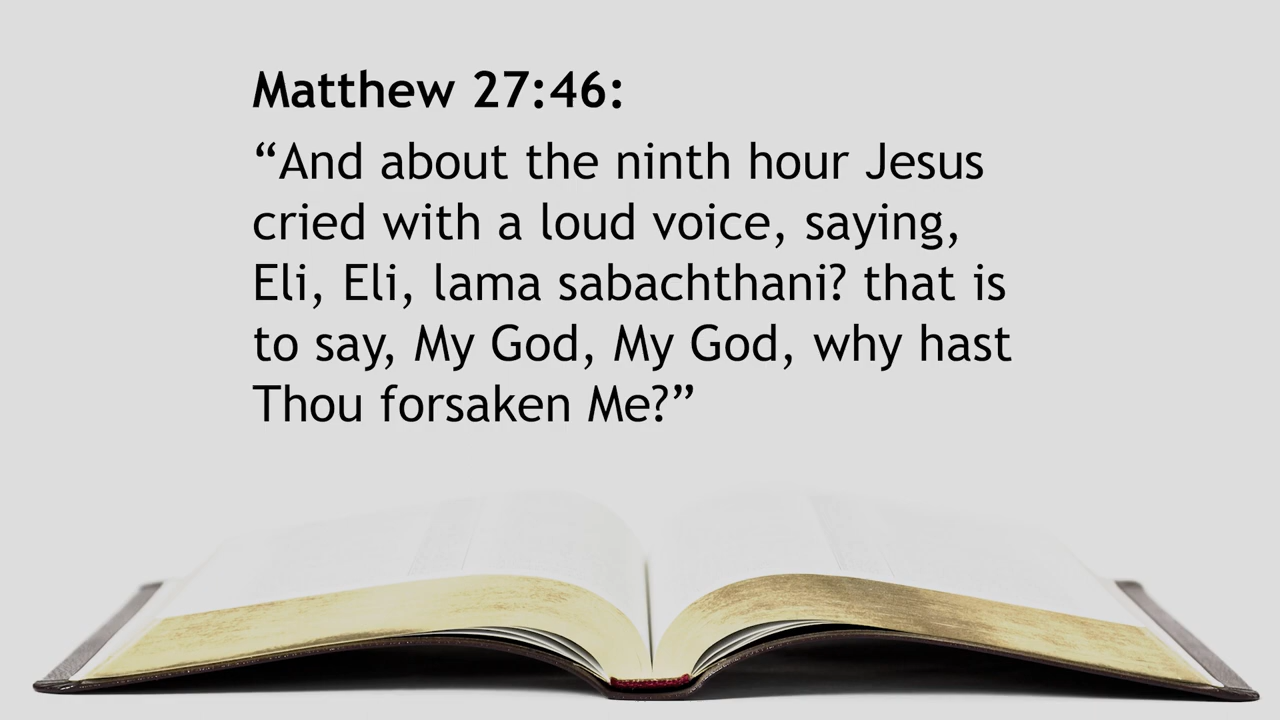 Matthew 27:46:
“And about the ninth hour Jesus
cried with a loud voice, saying,
Eli, Eli, lama sabachthani? that is
to say, My God, My God, why hast
Thou forsaken Me?”